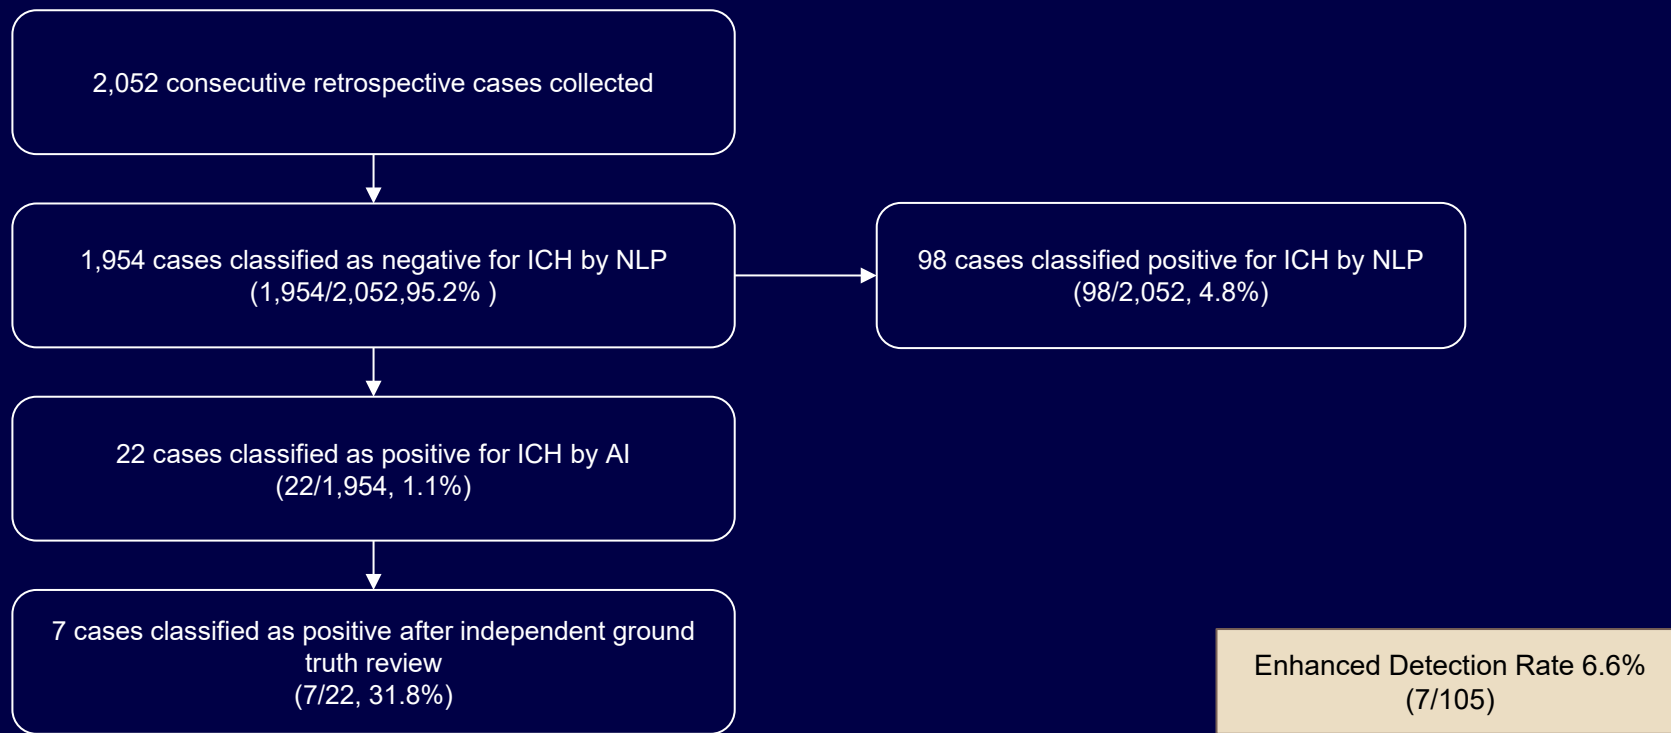 2,052 consecutive retrospective cases collected
1,954 cases classified as negative for ICH by NLP
(1,954/2,052,95.2% )
98 cases classified positive for ICH by NLP
(98/2,052, 4.8%)
22 cases classified as positive for ICH by AI
(22/1,954, 1.1%)
7 cases classified as positive after independent ground
truth review
(7/22, 31.8%)
Enhanced Detection Rate 6.6%
(7/105)